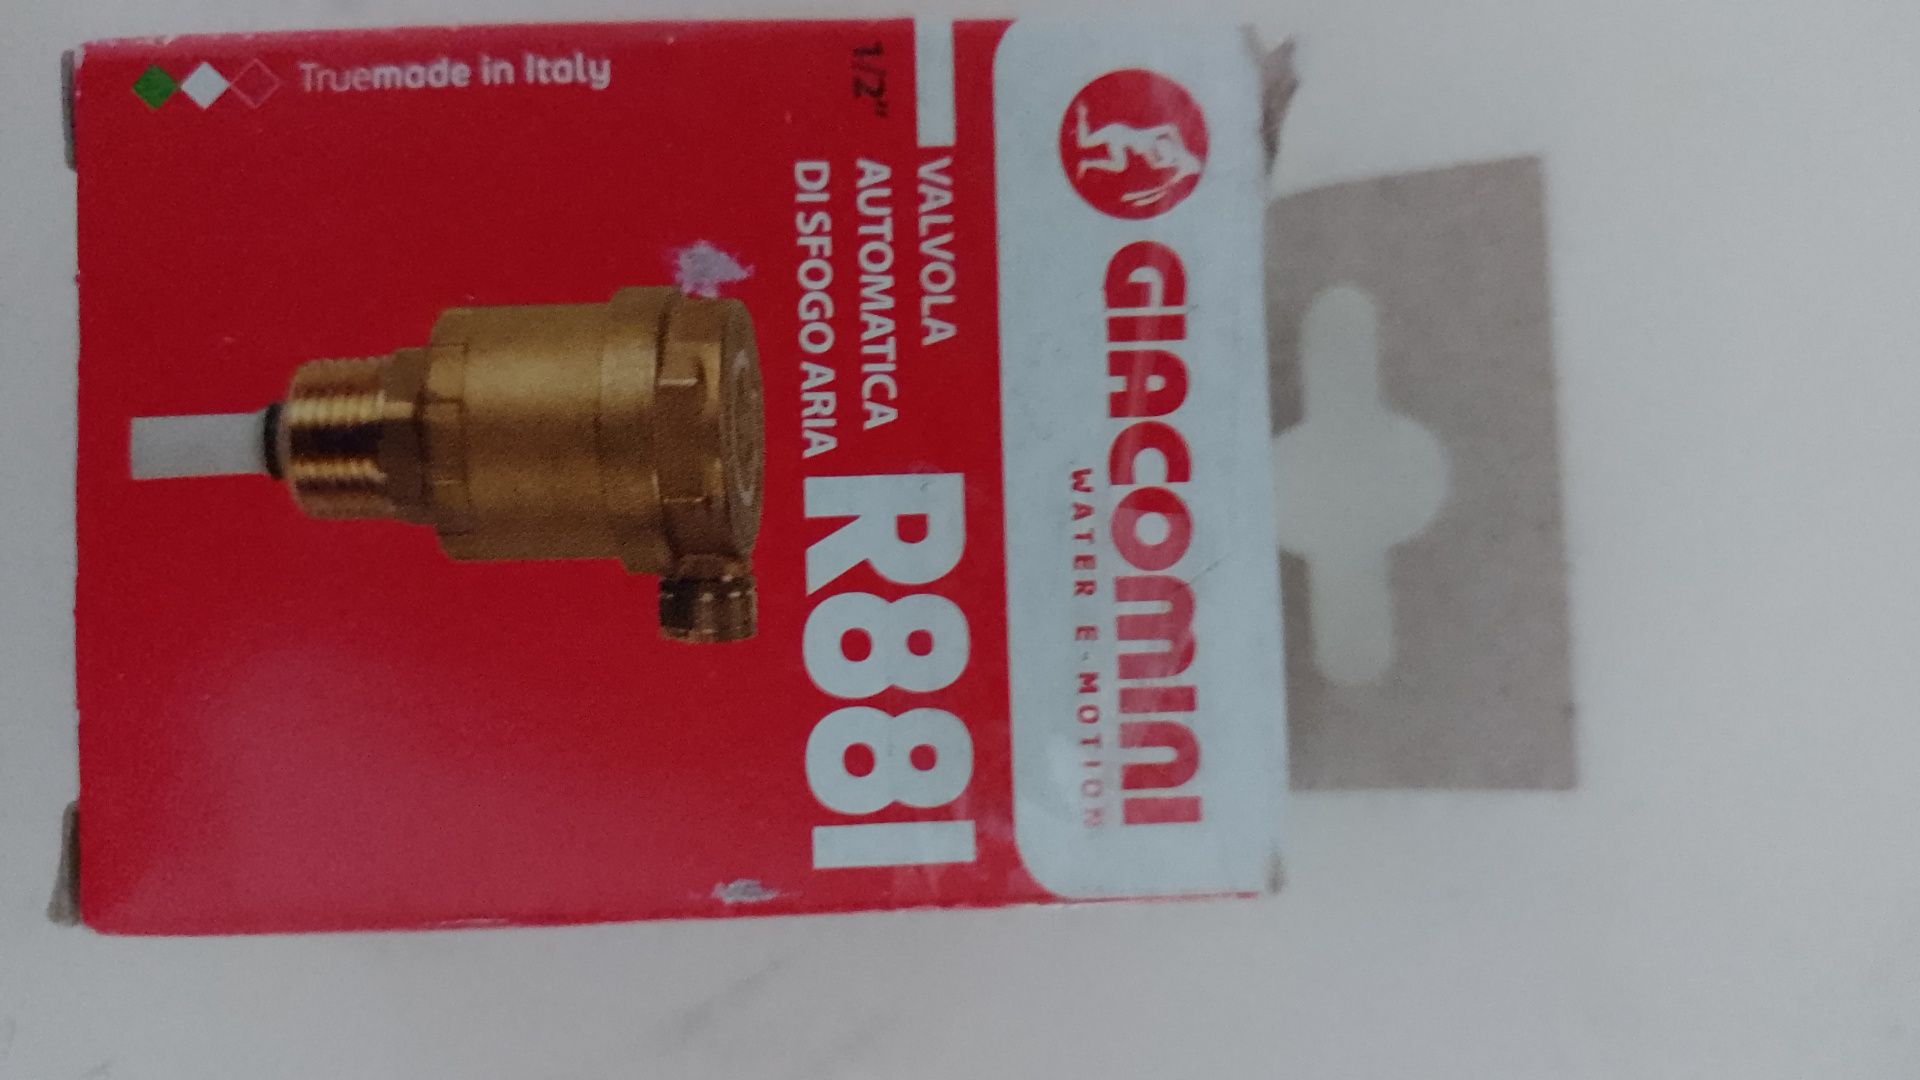 GIACOMINI
WATER E-MOTION
VALVOLA
AUTOMATICA
DI SFOGO ARIA
R88I
1/2"
Truemade in Italy